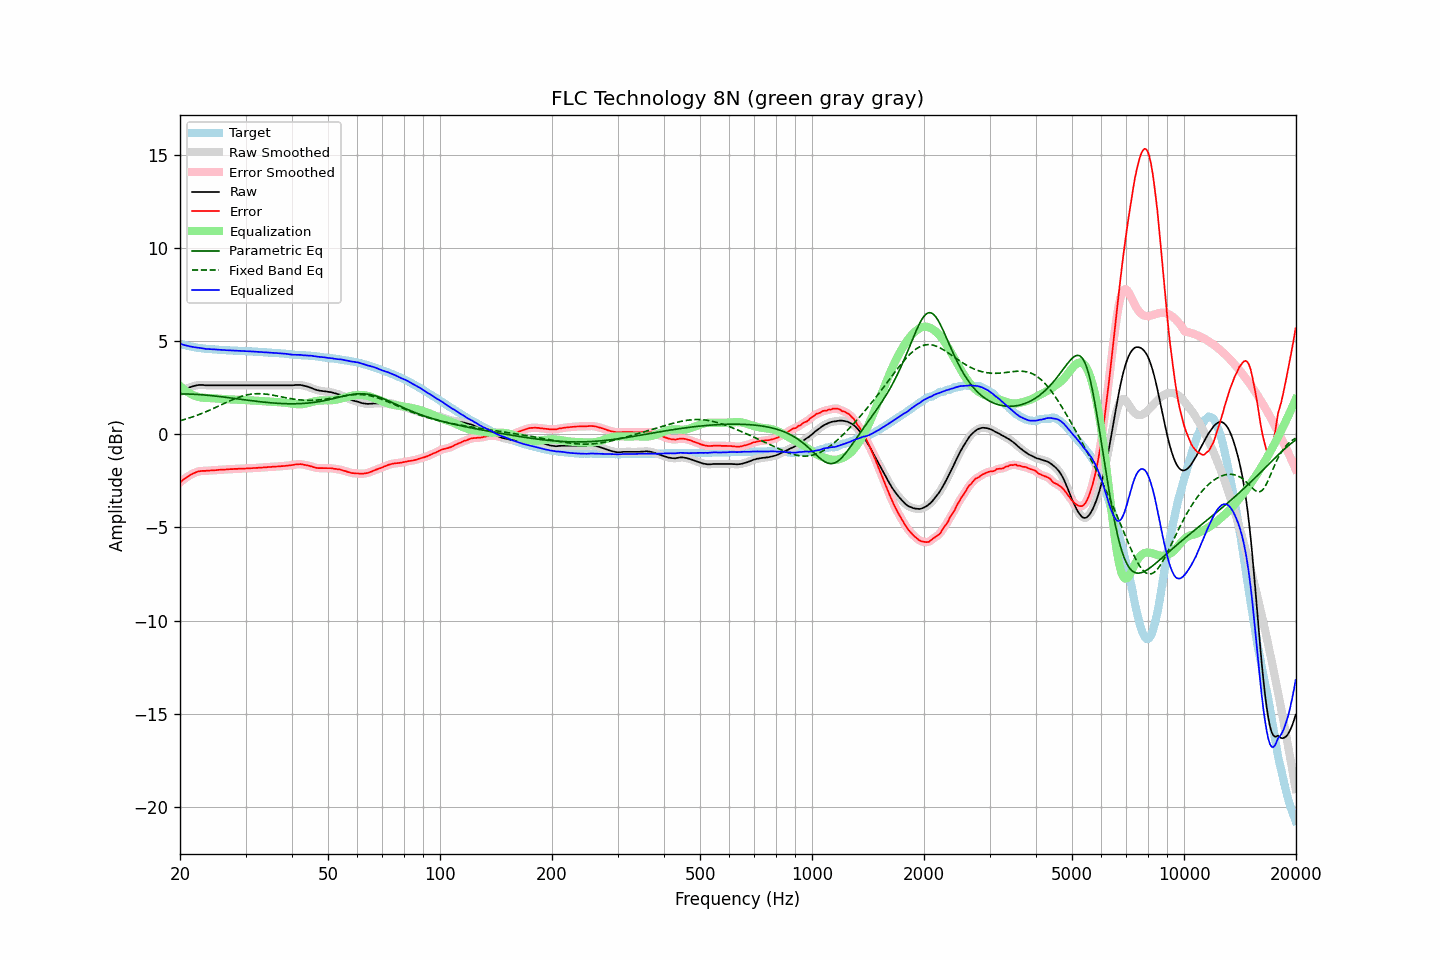 FLC Technology 8N (green gray gray)
Target
Raw Smoothed
Error Smoothed
Raw
Error
Equalization
Parametric Eq
Fixed Band Eq
Equalized
15
10
5
0
−5
−10
−15
−20
Amplitude (dBr)
20
50
100
200
500
1000
2000
5000
10000
20000
Frequency (Hz)